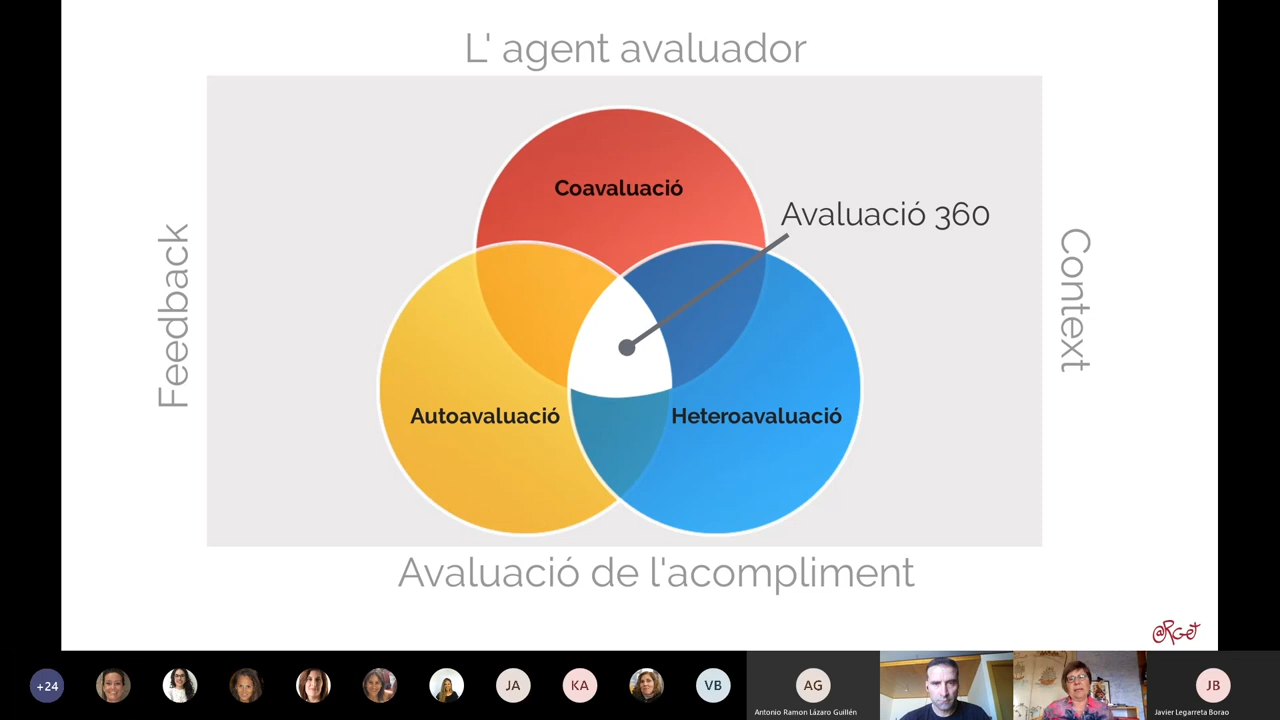 L' agent avaluador
Coavaluació
Avaluació 360
Feedback
Context
Autoavaluació
Heteroavaluació
Avaluació de l'acompliment
@RGet
+24
JA
KA
VB
AG
JB
Antonio Ramon Lázaro Guillén
Javier Legarreta Borao